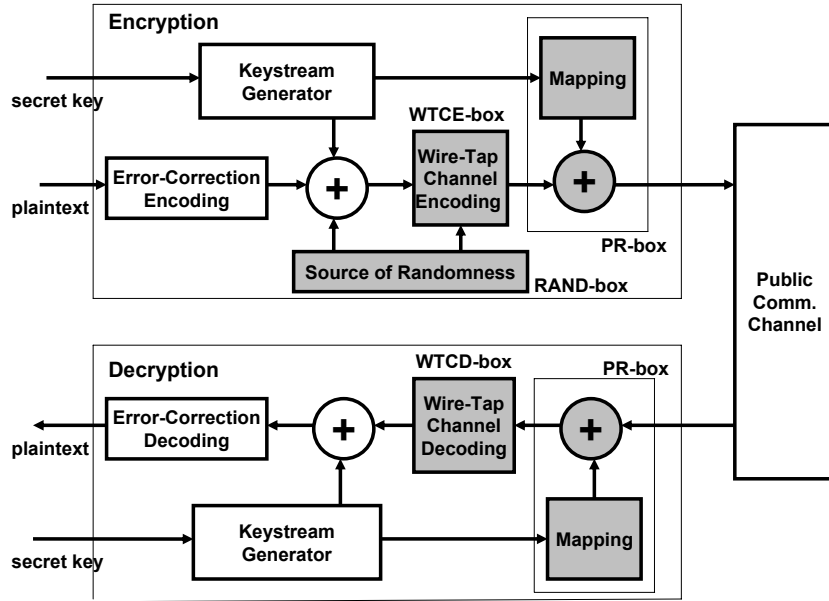 Encryption
Keystream
Generator
Mapping
secret key
WTCE-box
Error-Correction
Encoding
+
Wire-Tap
Channel
Encoding
+
plaintext
PR-box
Source of Randomness
RAND-box
Public
Comm.
Channel
Decryption
WTCD-box
PR-box
Error-Correction
Decoding
+
Wire-Tap
Channel
Decoding
+
plaintext
Keystream
Generator
Mapping
secret key